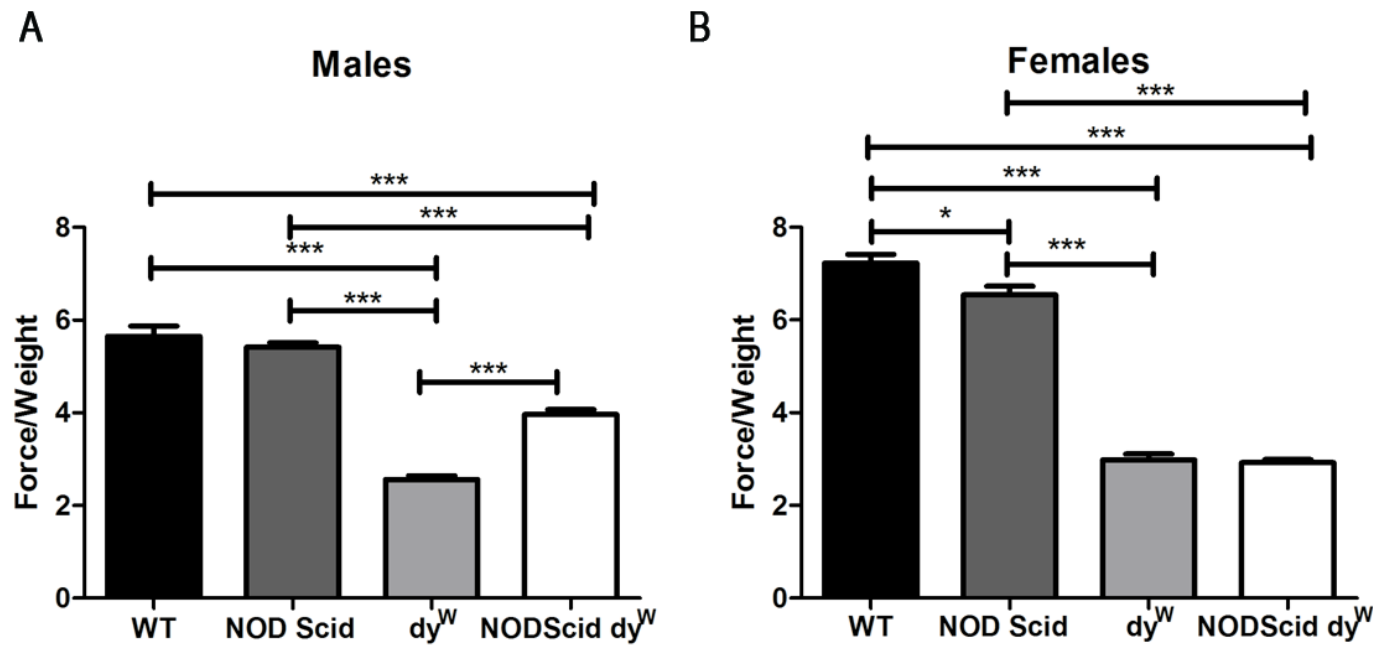 A
Males
***
***
***
***
***
8
6
4
2
0
Force/Weight
WT NOD Scid dyᵂ NODScid dyᵂ
B
Females
***
***
***
*
***
8
6
4
2
0
Force/Weight
WT NOD Scid dyᵂ NODScid dyᵂ